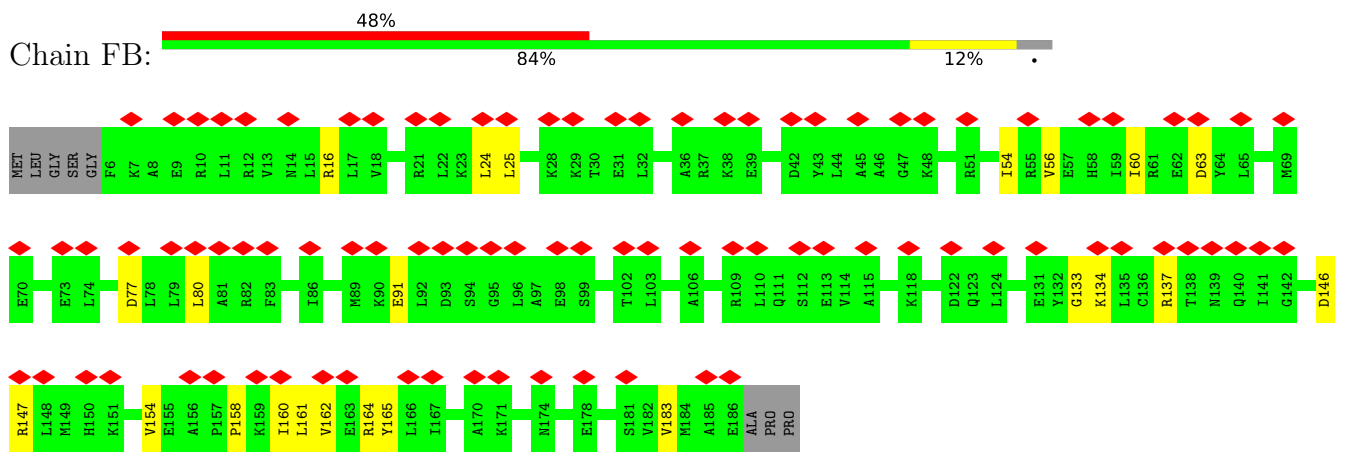 48%
Chain FB:
84% 12% •
MET LEU GLY SER GLY F6 K7 A8 E9 R10 L11 R12 V13 N14 L15 R16 L17 V18 R21 L22 K23 L24 L25 K28 K29 T30 E31 L32 A36 R37 K38 E39 D42 Y43 L44 A45 A46 G47 K48 R51 I54 R55 V56 E57 H58 I59 I60 R61 E62 D63 Y64 L65 M69
E70 E73 L74 D77 L78 L79 L80 A81 R82 F83 I86 M89 K90 E91 L92 D93 S94 G95 L96 A97 E98 S99 T102 L103 A106 R109 L110 Q111 S112 E113 V114 A115 K118 D122 Q123 L124 E131 Y132 G133 K134 L135 C136 R137 T138 N139 Q140 I141 G142 D146
R147 L148 M149 H150 K151 V154 E155 A156 P157 P158 K159 I160 L161 V162 E163 R164 Y165 L166 I167 A170 K171 N174 E178 S181 V182 V183 M184 A185 E186 ALA PRO PRO